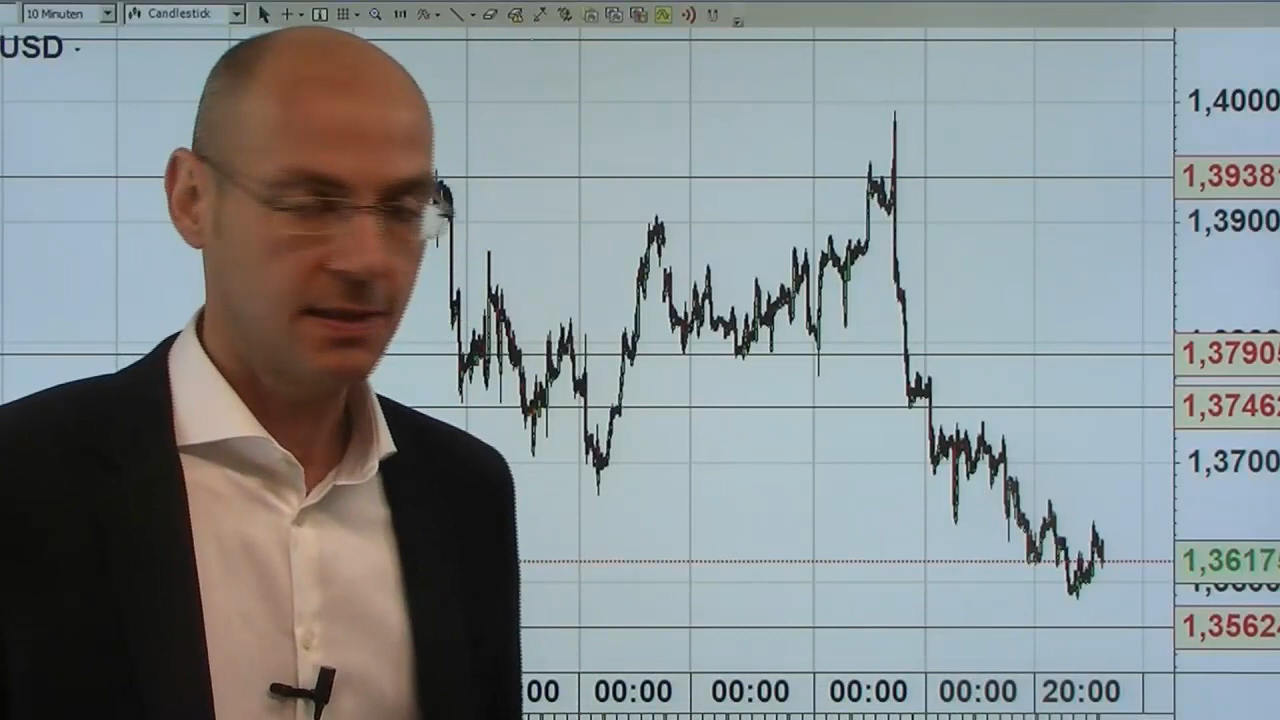 10 Minuten
Candlestick
USD
1,4000
1,3938
1,3900
1,3790
1,3746
1,3700
1,3617
1,3562
00 00:00 00:00 00:00 00:00 20:00